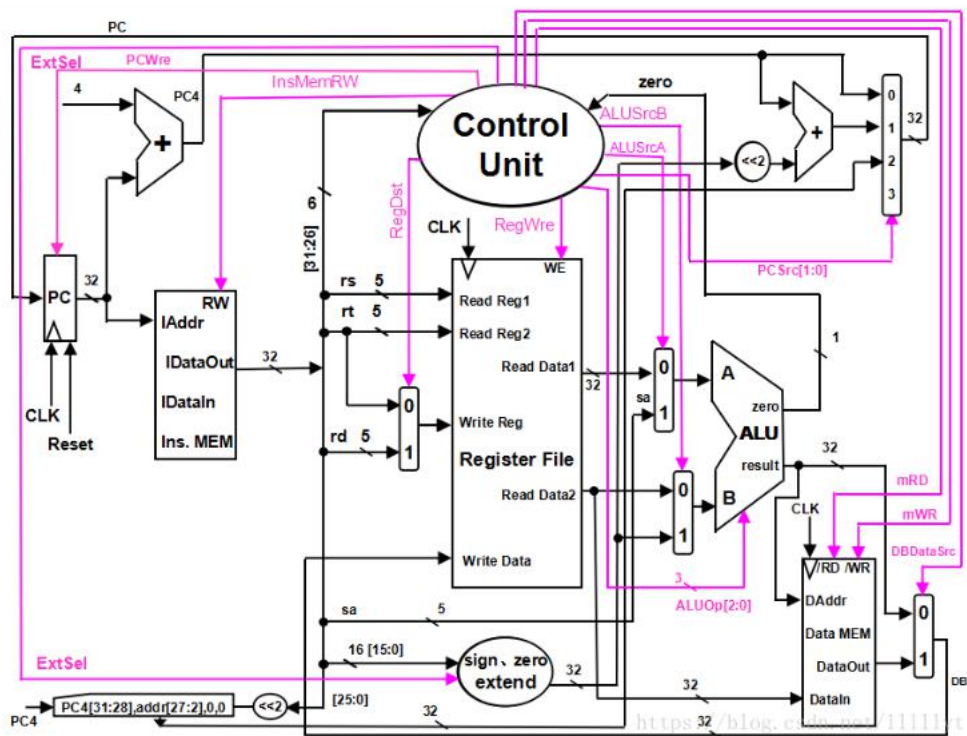 PC
ExtSel
PCWre
4
PC4
+
InsMemRW
Control
Unit
zero
ALUSrcB
ALUSrcA
<<2
+
0
1
2
3
32
6
[31:26]
RegDst
CLK
RegWre
PCSrc[1:0]
PC
32
CLK
Reset
RW
IAddr
IDataOut
IDataIn
Ins. MEM
32
rs 5
rt 5
rd 5
0
1
WE
Read Reg1
Read Reg2
Read Data1
Write Reg
Register File
Read Data2
Write Data
32
sa
0
1
0
1
A
zero
ALU
result
B
1
32
3
ALUOp[2:0]
mRD
mWR
DBDataSrc
CLK
/RD /WR
DAddr
Data MEM
DataOut
DataIn
0
1
DB
sa 5
16 [15:0]
sign、zero
extend
32
32
ExtSel
[25:0]
PC4
PC4[31:28],addr[27:2],0,0
<<2
32
32